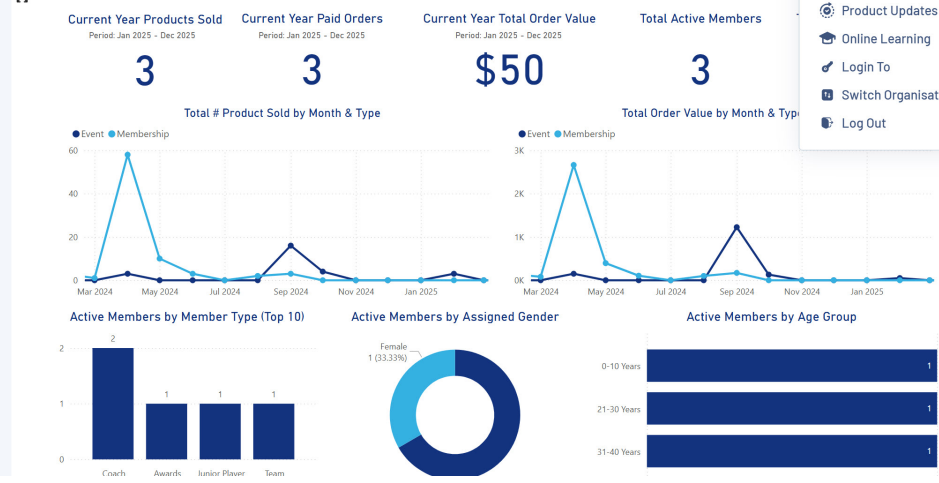 Current Year Products Sold
Period: Jan 2025 - Dec 2025
3
Current Year Paid Orders
Period: Jan 2025 - Dec 2025
3
Current Year Total Order Value
Period: Jan 2025 - Dec 2025
$50
Total Active Members
3
Product Updates
Online Learning
Login To
Switch Organisat
Log Out
Total # Product Sold by Month & Type
Event Membership
60
40
20
0
Mar 2024 May 2024 Jul 2024 Sep 2024 Nov 2024 Jan 2025
Total Order Value by Month & Typ
Event Membership
3K
2K
1K
0K
Mar 2024 May 2024 Jul 2024 Sep 2024 Nov 2024 Jan 2025
Active Members by Member Type (Top 10)
2
1
0
2
1
1
1
Coach Awards Junior Player Team
Active Members by Assigned Gender
Female
1 (33.33%)
Active Members by Age Group
0-10 Years 1
21-30 Years 1
31-40 Years 1